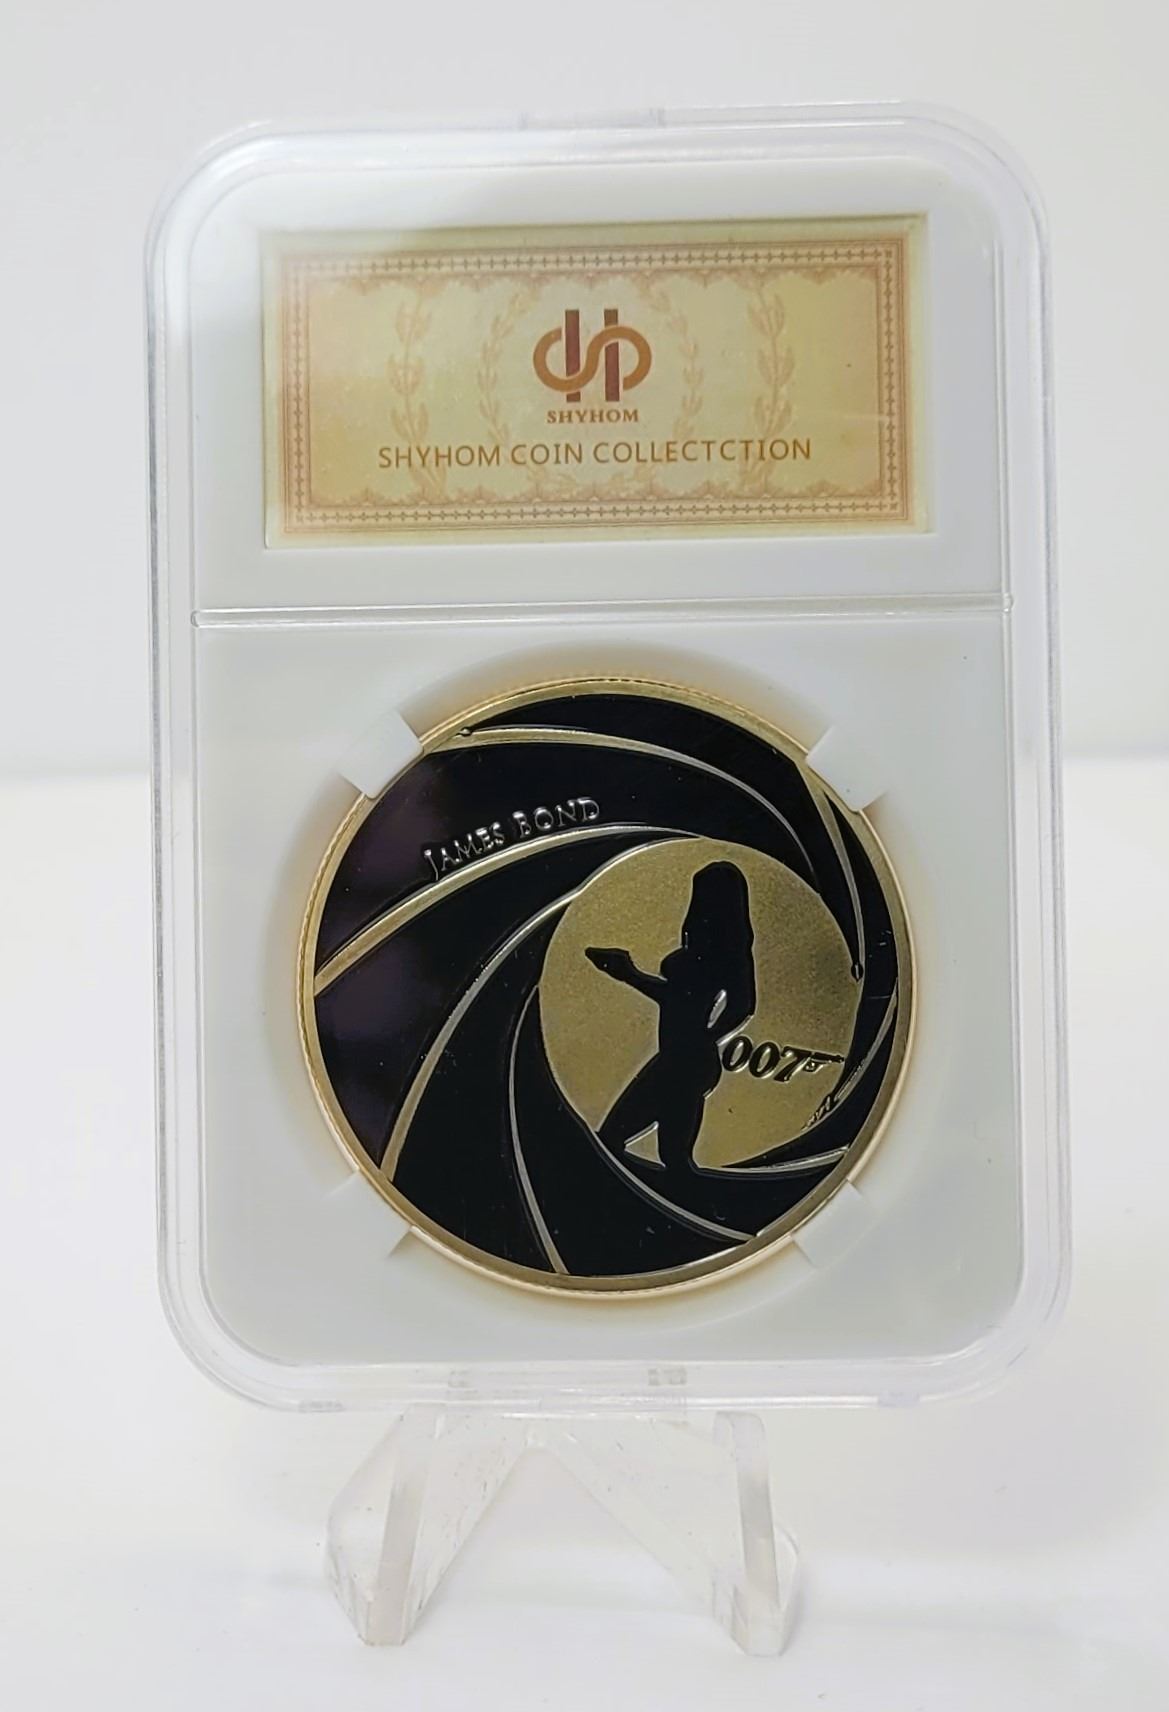 SHYHOM
SHYHOM COIN COLLECTCTION
JAMES BOND
007